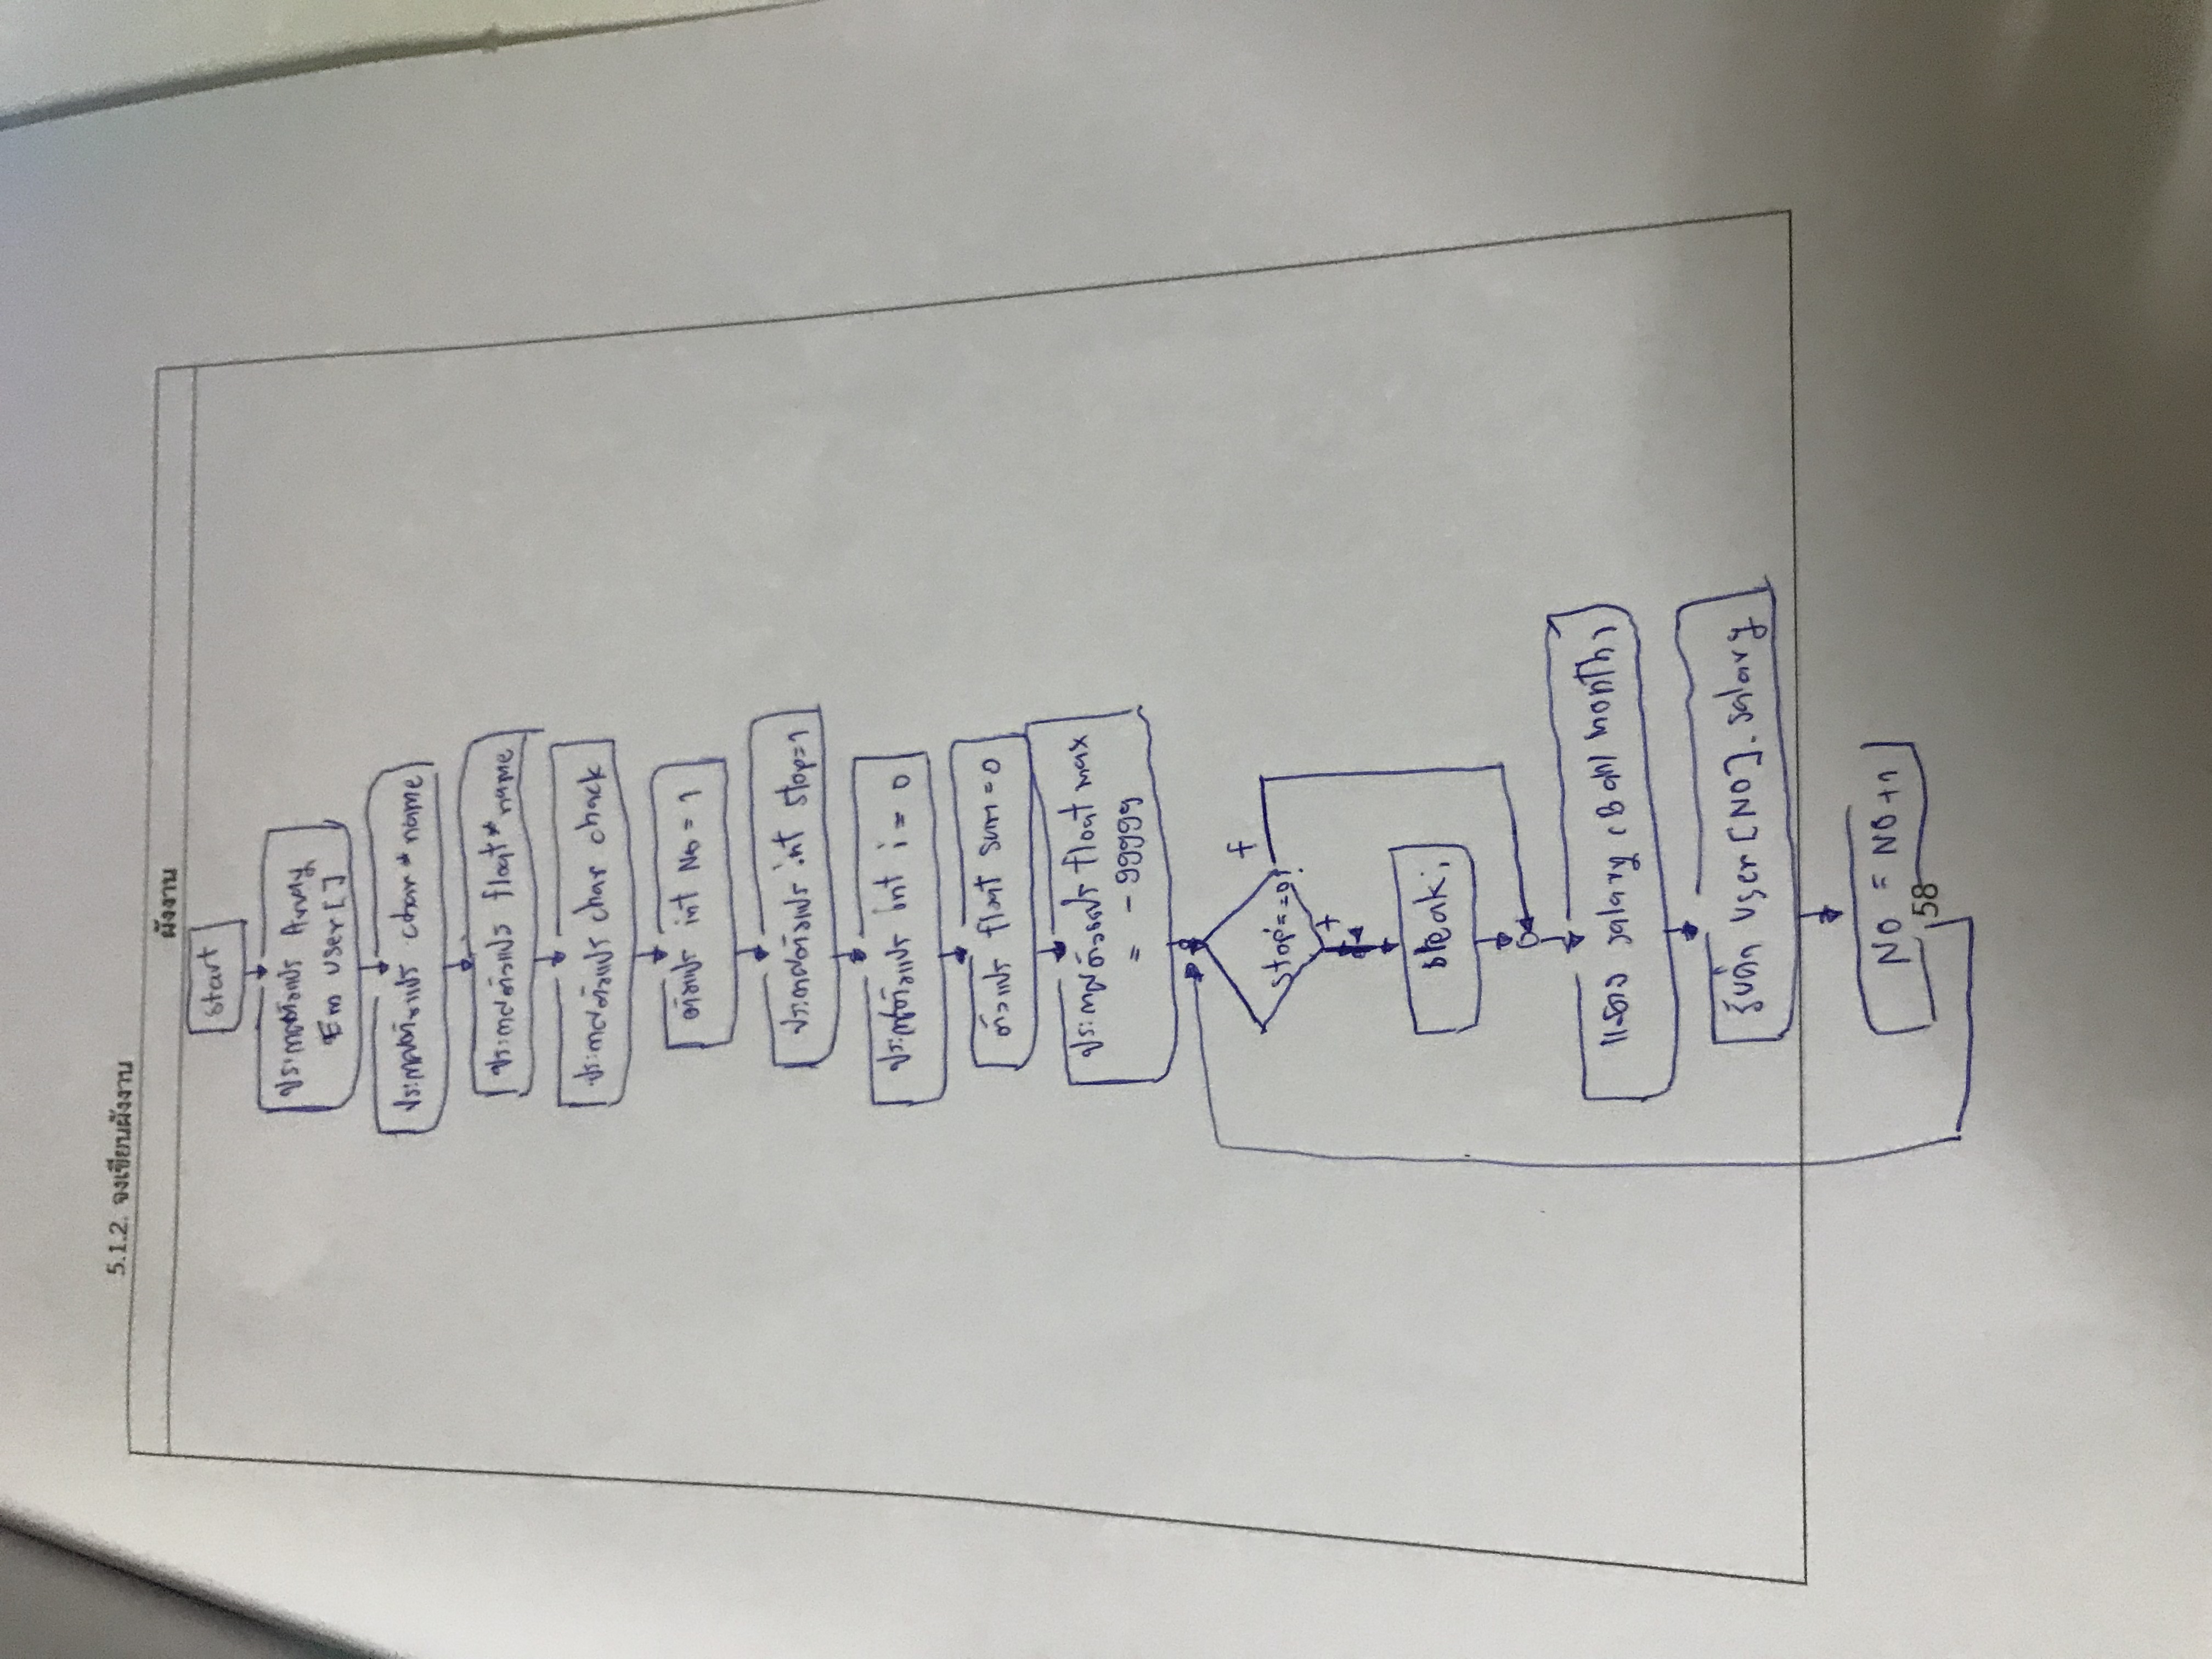 5.1.2. จงเขียนผังงาน
ผังงาน
start
ประกาศตัวแปร Array
Em user[]
ประกาศตัวแปร char*name
ประกาศตัวแปร float*name
ประกาศตัวแปร char chack
ตัวแปร int No = 1
ประกาศตัวแปร int stop=1
ประกาศตัวแปร int i = 0
ตัวแปร float sum=0
ประกาศตัวแปร float max
= -99999
f
stop==0?
t
break;
แสดง salary (Bah/month)
รับค่า user[NO].salary
NO = NO+1
58